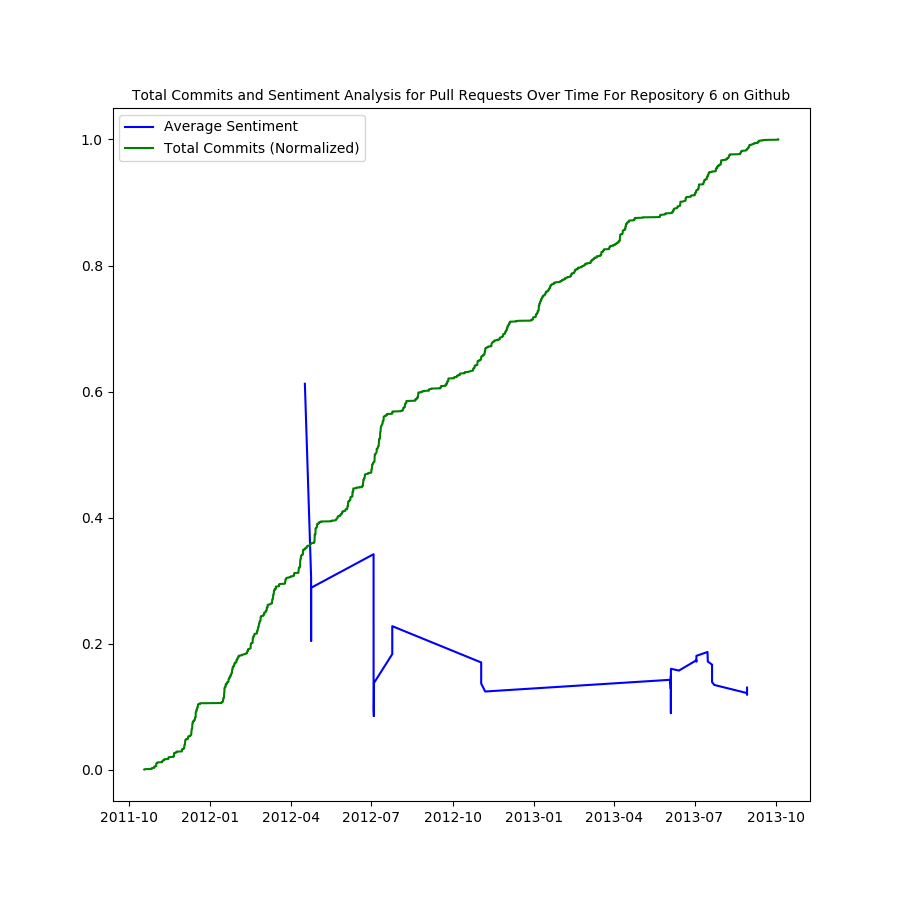 Total Commits and Sentiment Analysis for Pull Requests Over Time For Repository 6 on Github
Average Sentiment
Total Commits (Normalized)
1.0
0.8
0.6
0.4
0.2
0.0
2011-10 2012-01 2012-04 2012-07 2012-10 2013-01 2013-04 2013-07 2013-10